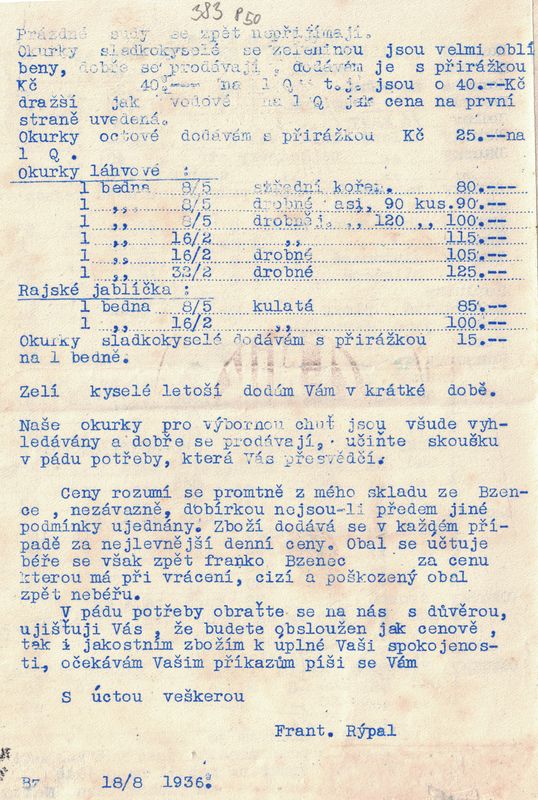 383 P50
Prázdné sudy se zpět nepřijímají.
Okurky sladkokyselé se zeleninou jsou velmi oblí
beny, dobře se prodávají, dodávám je s přirážkou
Kč 40.--- na 1 Q t.j. jsou o 40.--Kč
dražší jak vodové na 1 Q jak cena na první
straně uvedená.
Okurky octové dodávám s přirážkou Kč 25.--na
1 Q .
Okurky láhvové :
1 bedna 8/5 střední kořen. 80.---
1 ,, 8/5 drobné asi, 90 kus.90.--
1 ,, 8/5 drobněj. ,, 120 ,, 100.--
1 ,, 16/2 ,, 115.--
1 ,, 16/2 drobné 105.--
1 ,, 32/2 drobné 125.--
Rajské jablíčka :
1 bedna 8/5 kulatá 85.--
1 ,, 16/2 ,, 100.--
Okurky sladkokyselé dodávám s přirážkou 15.--
na 1 bedně.
Zelí kyselé letoší dodám Vám v krátké době.
Naše okurky pro výbornou chuť jsou všude vyh-
ledávány a dobře se prodávají, učiňte skoušku
v pádu potřeby, která Vás přesvědčí.
Ceny rozumí se promtně z mého skladu ze Bzen-
ce , nezávazně, dobírkou nejsou-li předem jiné
podmínky ujednány. Zboží dodává se v každém pří-
padě za nejlevnější denní ceny. Obal se účtuje
béře se však zpět franko Bzenec za cenu
kterou má při vrácení, cizí a poškozený obal
zpět neběřu.
V pádu potřeby obraťte se na nás s důvěrou,
ujišťuji Vás , že budete obsloužen jak cenově ,
tak i jakostním zbožím k úplné Vaší spokojenos-
ti, očekávám Vašim příkazům píši se Vám
S úctou veškerou
Frant. Rýpal
Bz 18/8 1936.